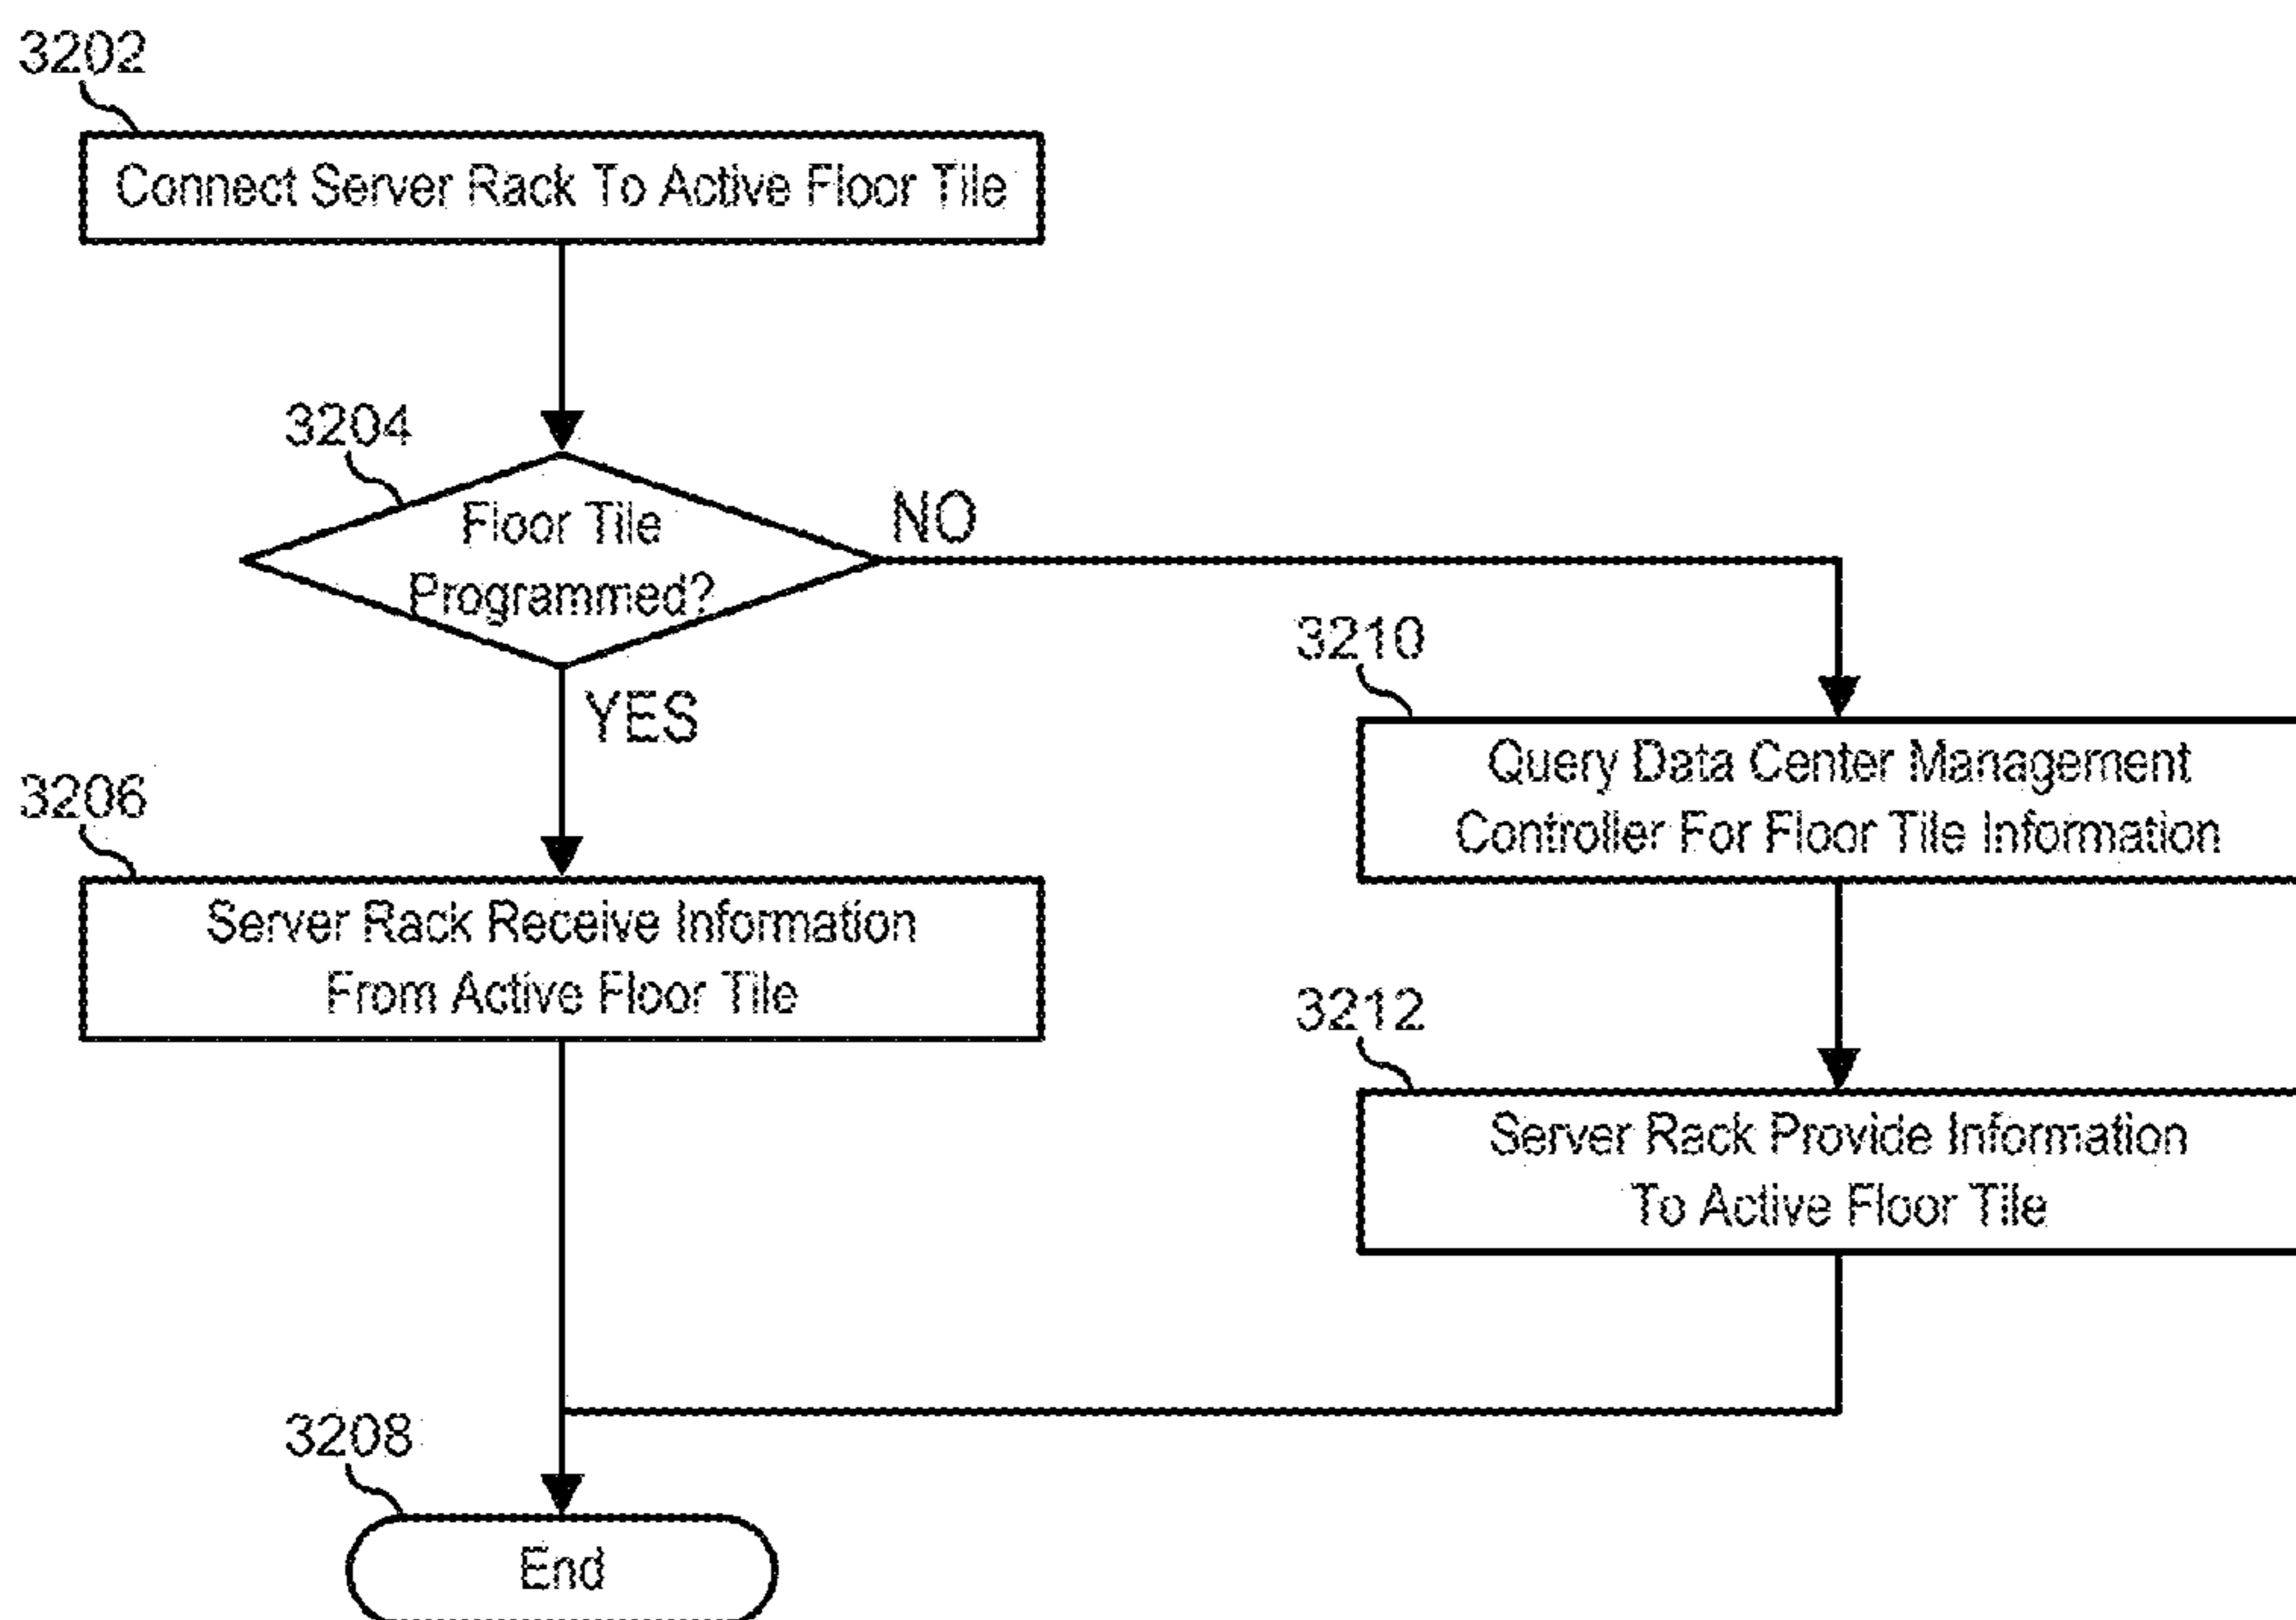 3202
Connect Server Rack To Active Floor Tile
3204
Floor Tile
Programmed?
NO
YES
3206
Server Rack Receive Information
From Active Floor Tile
3210
Query Data Center Management
Controller For Floor Tile Information
3212
Server Rack Provide Information
To Active Floor Tile
3208
End